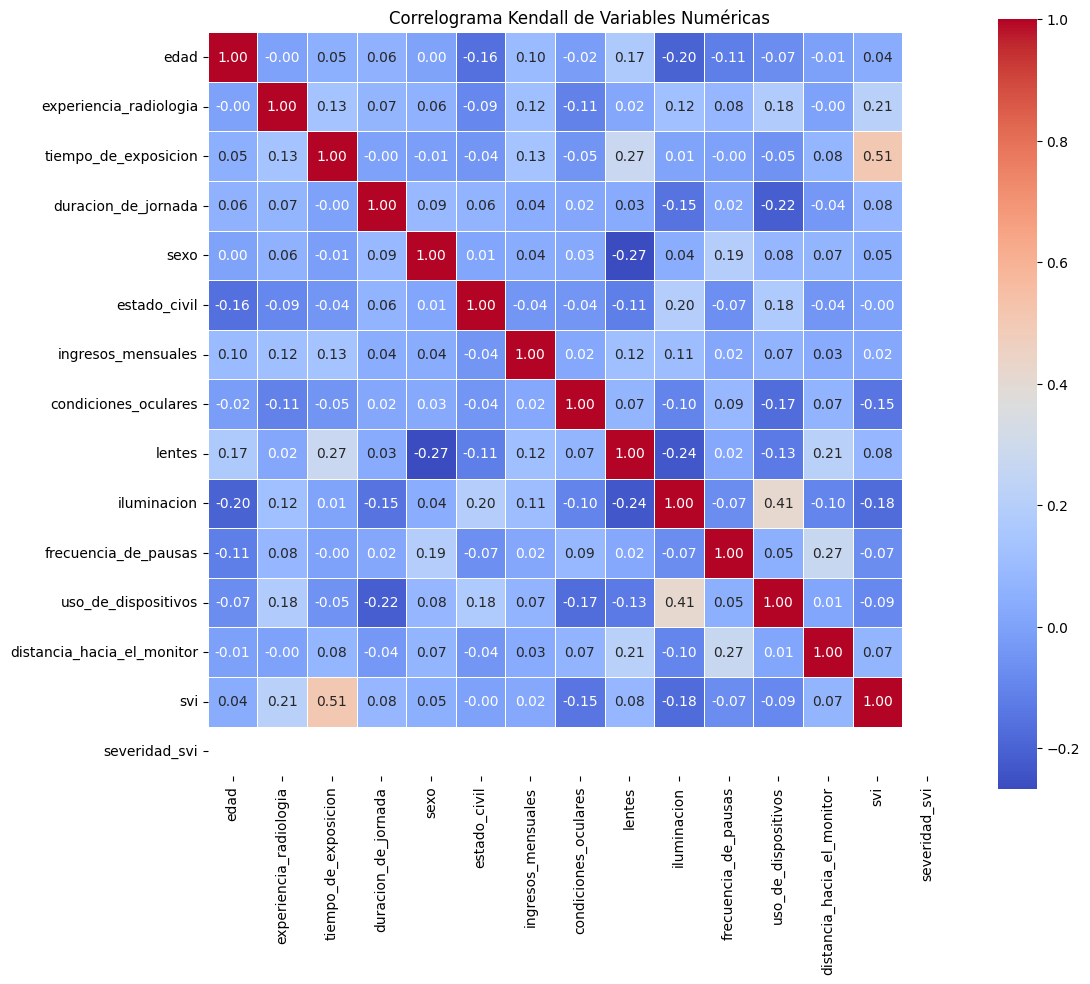 Correlograma Kendall de Variables Numéricas
edad 1.00 -0.00 0.05 0.06 0.00 -0.16 0.10 -0.02 0.17 -0.20 -0.11 -0.07 -0.01 0.04
experiencia_radiologia -0.00 1.00 0.13 0.07 0.06 -0.09 0.12 -0.11 0.02 0.12 0.08 0.18 -0.00 0.21
tiempo_de_exposicion 0.05 0.13 1.00 -0.00 -0.01 -0.04 0.13 -0.05 0.27 0.01 -0.00 -0.05 0.08 0.51
duracion_de_jornada 0.06 0.07 -0.00 1.00 0.09 0.06 0.04 0.02 0.03 -0.15 0.02 -0.22 -0.04 0.08
sexo 0.00 0.06 -0.01 0.09 1.00 0.01 0.04 0.03 -0.27 0.04 0.19 0.08 0.07 0.05
estado_civil -0.16 -0.09 -0.04 0.06 0.01 1.00 -0.04 -0.04 -0.11 0.20 -0.07 0.18 -0.04 -0.00
ingresos_mensuales 0.10 0.12 0.13 0.04 0.04 -0.04 1.00 0.02 0.12 0.11 0.02 0.07 0.03 0.02
condiciones_oculares -0.02 -0.11 -0.05 0.02 0.03 -0.04 0.02 1.00 0.07 -0.10 0.09 -0.17 0.07 -0.15
lentes 0.17 0.02 0.27 0.03 -0.27 -0.11 0.12 0.07 1.00 -0.24 0.02 -0.13 0.21 0.08
iluminacion -0.20 0.12 0.01 -0.15 0.04 0.20 0.11 -0.10 -0.24 1.00 -0.07 0.41 -0.10 -0.18
frecuencia_de_pausas -0.11 0.08 -0.00 0.02 0.19 -0.07 0.02 0.09 0.02 -0.07 1.00 0.05 0.27 -0.07
uso_de_dispositivos -0.07 0.18 -0.05 -0.22 0.08 0.18 0.07 -0.17 -0.13 0.41 0.05 1.00 0.01 -0.09
distancia_hacia_el_monitor -0.01 -0.00 0.08 -0.04 0.07 -0.04 0.03 0.07 0.21 -0.10 0.27 0.01 1.00 0.07
svi 0.04 0.21 0.51 0.08 0.05 -0.00 0.02 -0.15 0.08 -0.18 -0.07 -0.09 0.07 1.00
severidad_svi
edad
experiencia_radiologia
tiempo_de_exposicion
duracion_de_jornada
sexo
estado_civil
ingresos_mensuales
condiciones_oculares
lentes
iluminacion
frecuencia_de_pausas
uso_de_dispositivos
distancia_hacia_el_monitor
svi
severidad_svi
1.0
0.8
0.6
0.4
0.2
0.0
−0.2